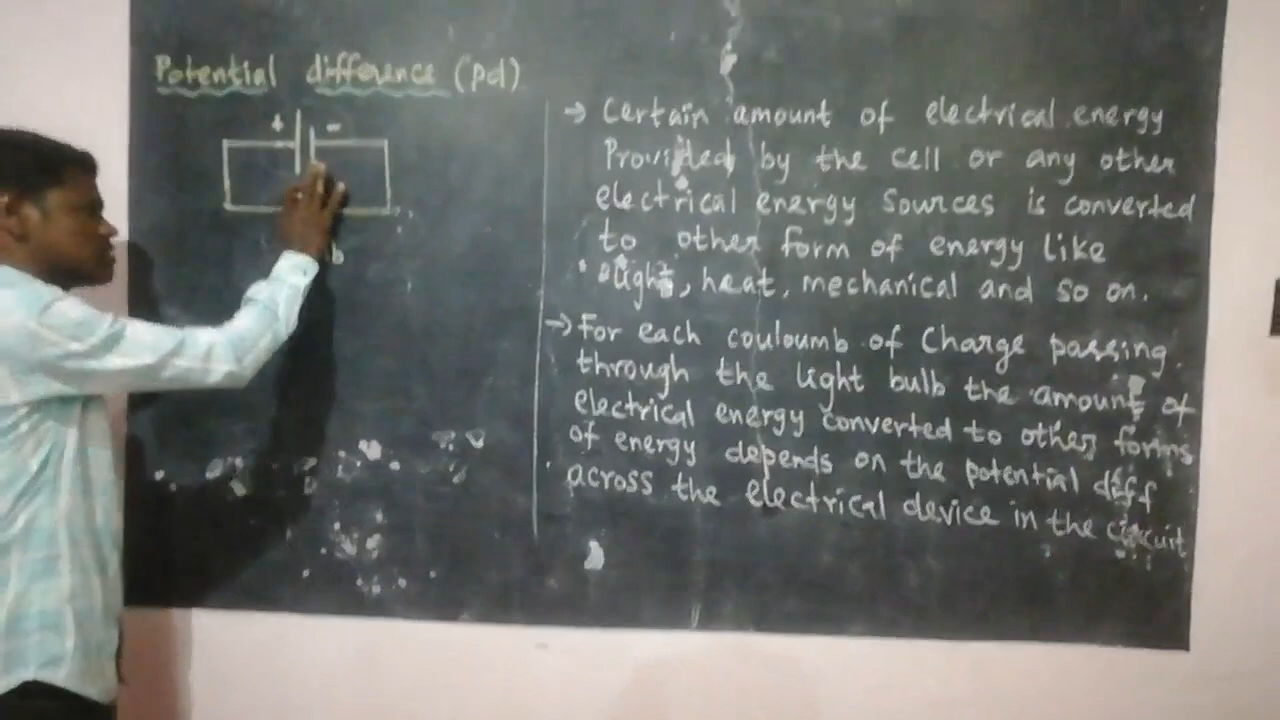 Potential difference (pd)
+ -
b
→ Certain amount of electrical energy
Provided by the cell or any other
electrical energy sources is converted
to other form of energy like
light, heat, mechanical and so on.
→ For each couloumb of Charge passing
through the light bulb the amount of
electrical energy converted to other forms
of energy depends on the potential diff
across the electrical device in the circuit